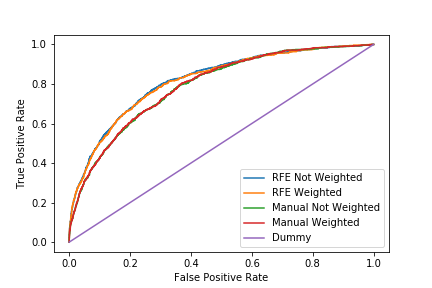 1.0
0.8
0.6
0.4
0.2
0.0
True Positive Rate
RFE Not Weighted
RFE Weighted
Manual Not Weighted
Manual Weighted
Dummy
0.0 0.2 0.4 0.6 0.8 1.0
False Positive Rate